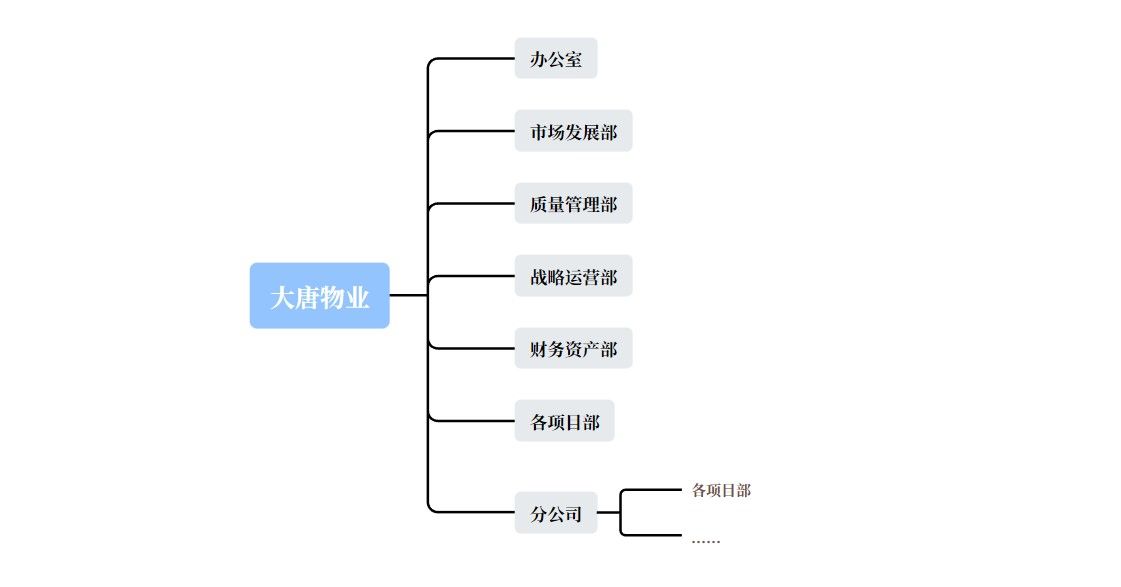 大唐物业
办公室
市场发展部
质量管理部
战略运营部
财务资产部
各项目部
分公司
各项目部
......